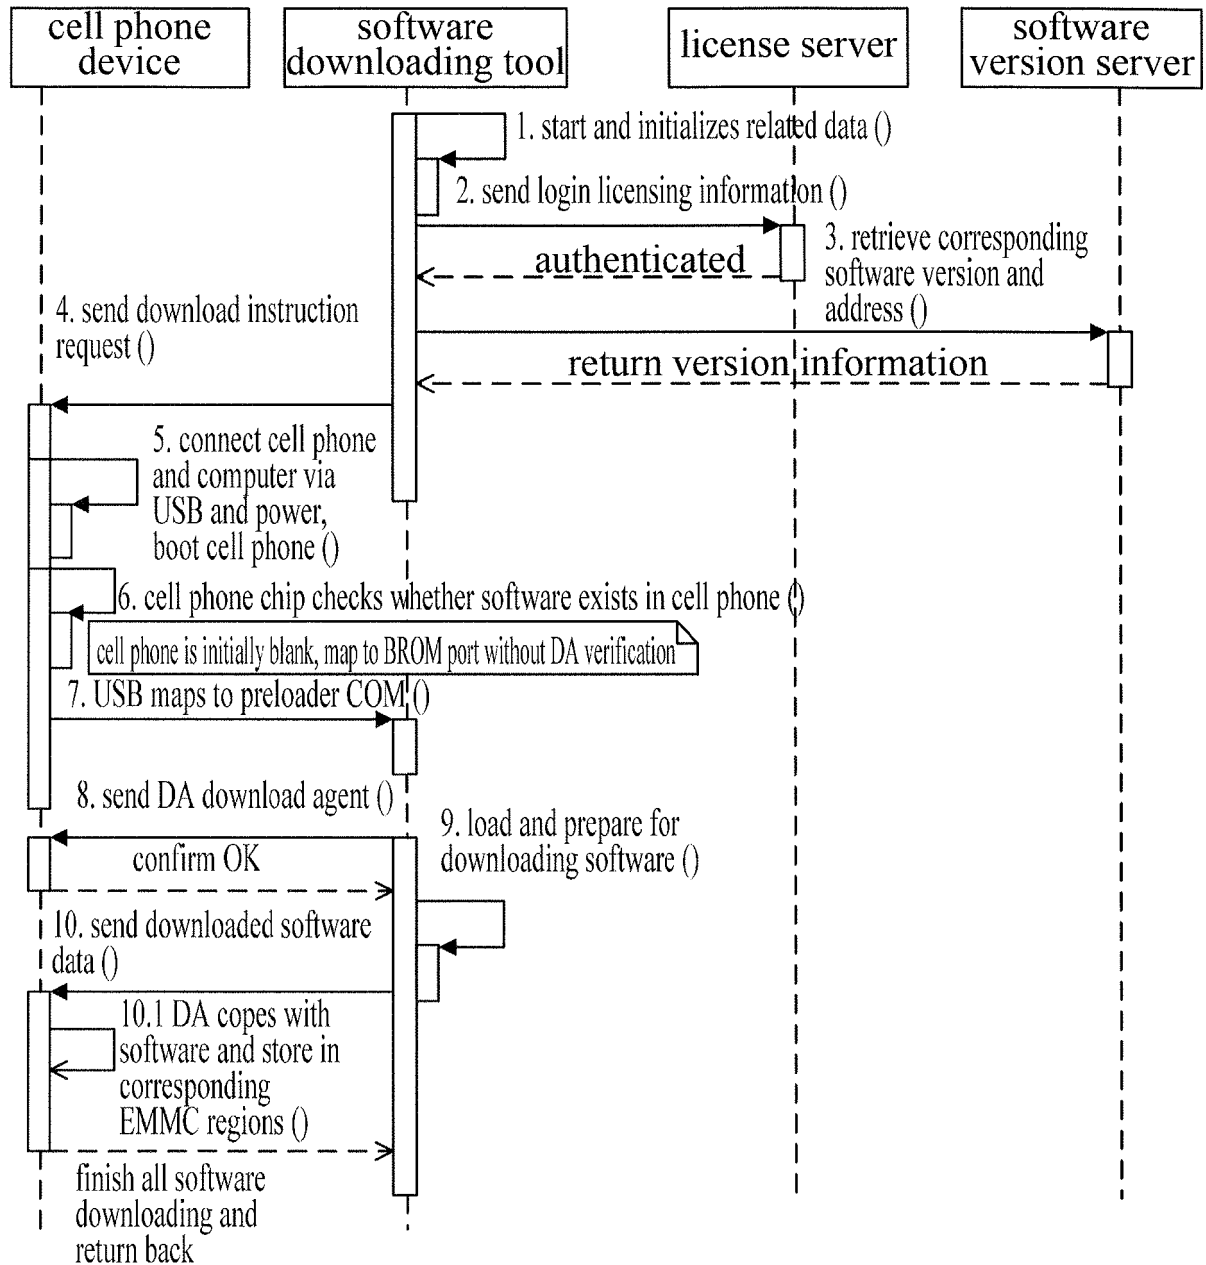 cell phone
device
software
downloading tool
license server
software
version server
1. start and initializes related data ()
2. send login licensing information ()
authenticated
3. retrieve corresponding
software version and
address ()
4. send download instruction
request ()
return version information
5. connect cell phone
and computer via
USB and power,
boot cell phone ()
6. cell phone chip checks whether software exists in cell phone ()
cell phone is initially blank, map to BROM port without DA verification
7. USB maps to preloader COM ()
8. send DA download agent ()
9. load and prepare for
downloading software ()
confirm OK
10. send downloaded software
data ()
10.1 DA copes with
software and store in
corresponding
EMMC regions ()
finish all software
downloading and
return back